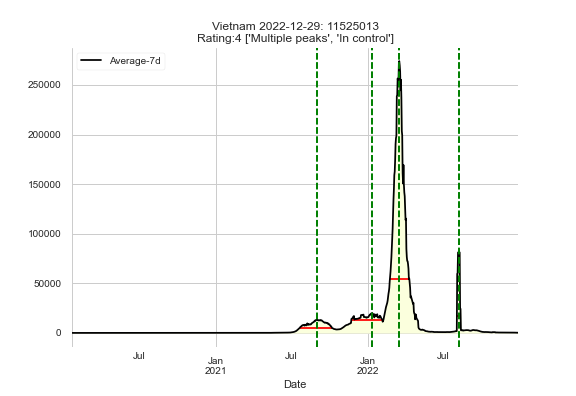 Vietnam 2022-12-29: 11525013
Rating:4 ['Multiple peaks', 'In control']
Average-7d
250000
200000
150000
100000
50000
0
Jul
Jan
2021
Jul
Jan
2022
Jul
Date